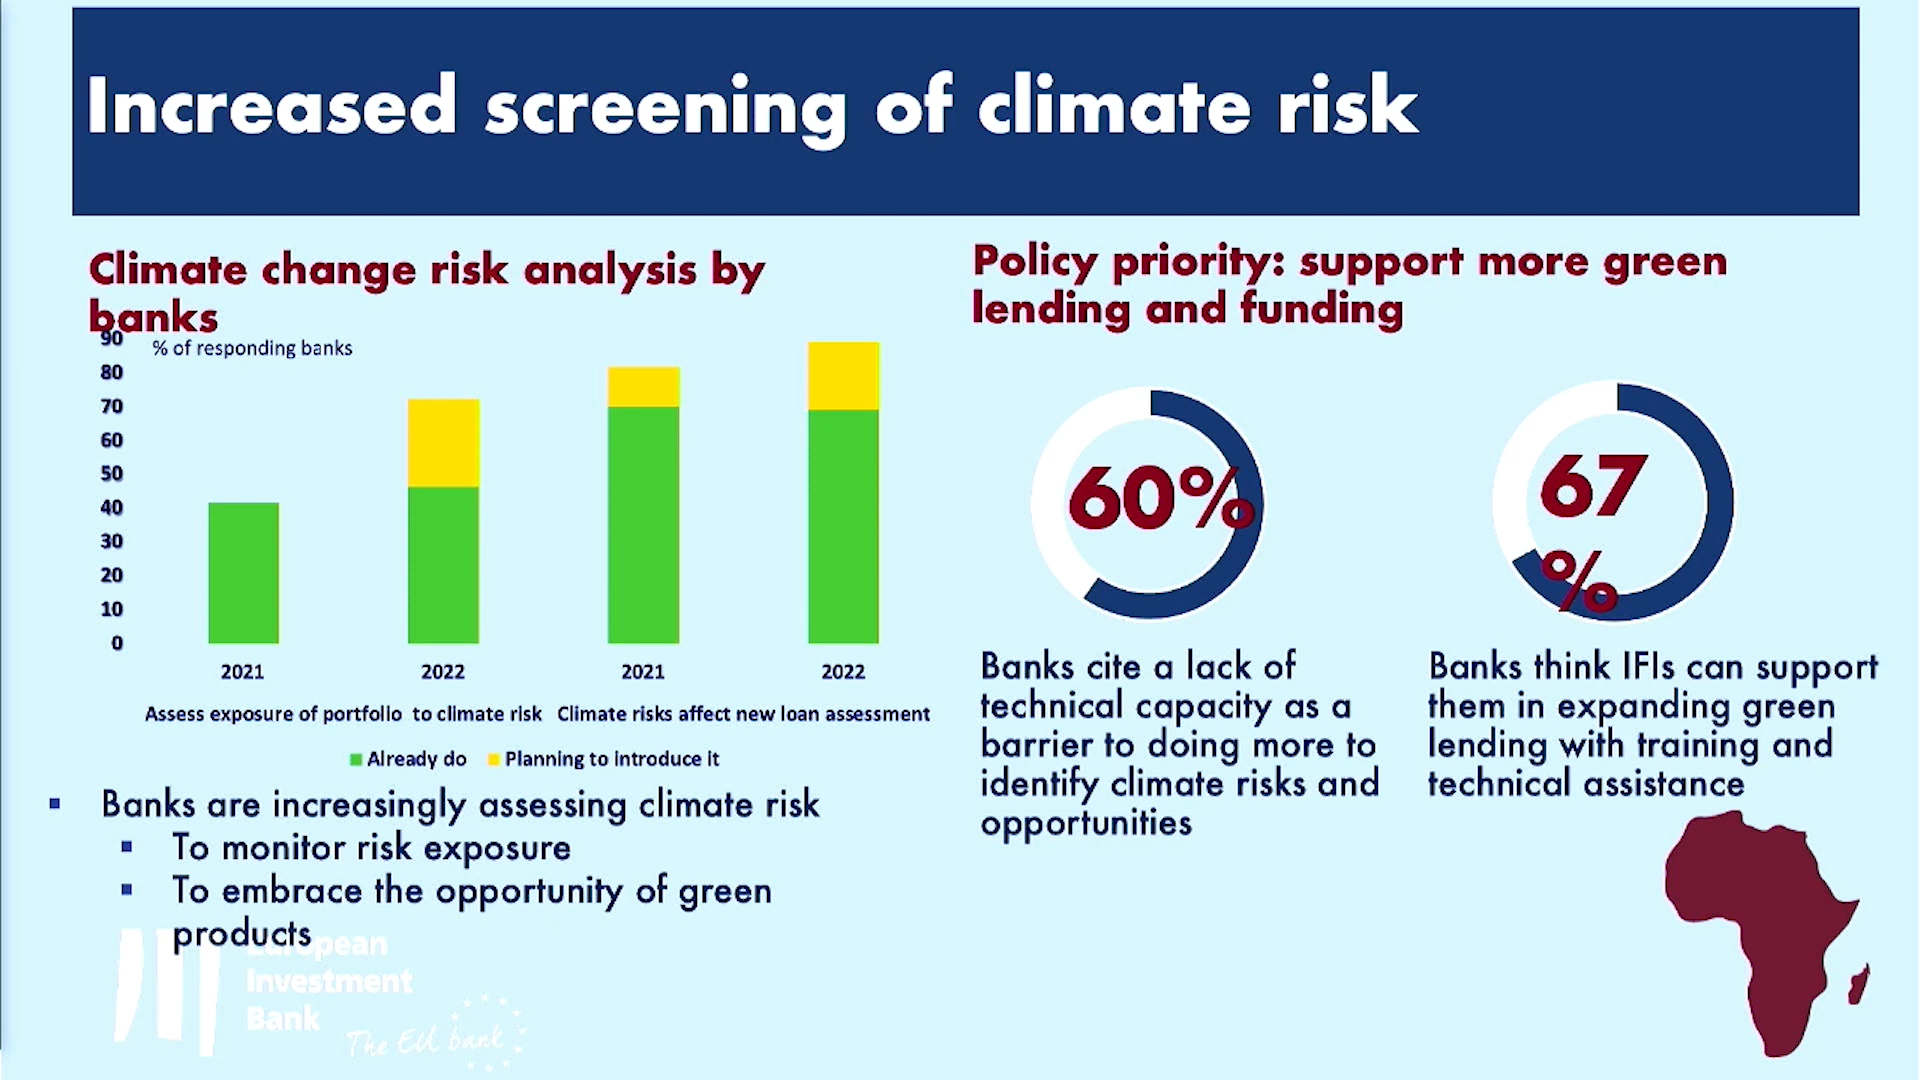 Increased screening of climate risk
Climate change risk analysis by
banks
% of responding banks
90
80
70
60
50
40
30
20
10
0
2021 2022 2021 2022
Assess exposure of portfolio to climate risk Climate risks affect new loan assessment
Already do Planning to introduce it
Banks are increasingly assessing climate risk
To monitor risk exposure
To embrace the opportunity of green
products
Policy priority: support more green
lending and funding
60%
Banks cite a lack of
technical capacity as a
barrier to doing more to
identify climate risks and
opportunities
67
%
Banks think IFIs can support
them in expanding green
lending with training and
technical assistance
European
Investment
Bank
The EU bank